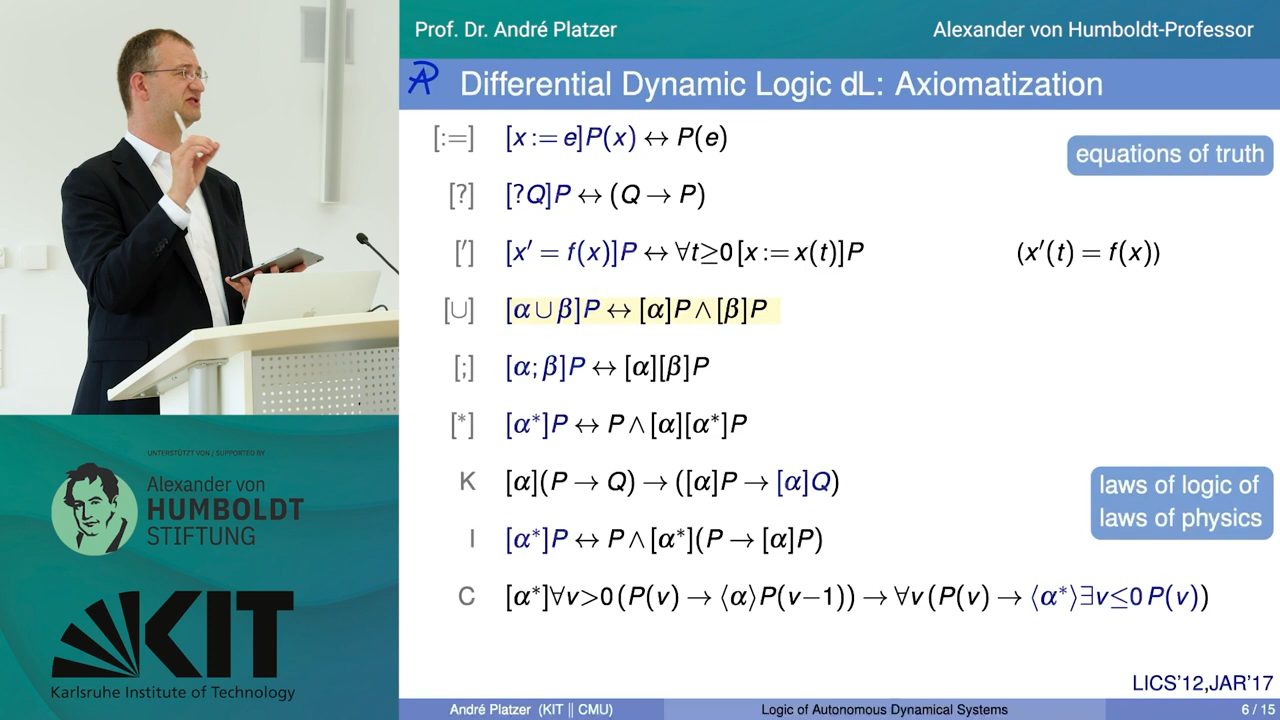 Prof. Dr. André Platzer
Alexander von Humboldt-Professor
Differential Dynamic Logic dL: Axiomatization
[:=] [x := e]P(x) ↔ P(e)
equations of truth
[?] [?Q]P ↔ (Q → P)
['] [x′ = f(x)]P ↔ ∀t≥0 [x := x(t)]P (x′(t) = f(x))
[∪] [α ∪ β]P ↔ [α]P ∧ [β]P
[;] [α; β]P ↔ [α][β]P
[*] [α*]P ↔ P ∧ [α][α*]P
K [α](P → Q) → ([α]P → [α]Q)
laws of logic of
laws of physics
I [α*]P ↔ P ∧ [α*](P → [α]P)
C [α*]∀v>0 (P(v) → ⟨α⟩P(v−1)) → ∀v (P(v) → ⟨α*⟩∃v≤0 P(v))
LICS'12,JAR'17
André Platzer (KIT || CMU)
Logic of Autonomous Dynamical Systems
6 / 15
UNTERSTÜTZT VON / SUPPORTED BY
Alexander von
HUMBOLDT
STIFTUNG
KIT
Karlsruhe Institute of Technology